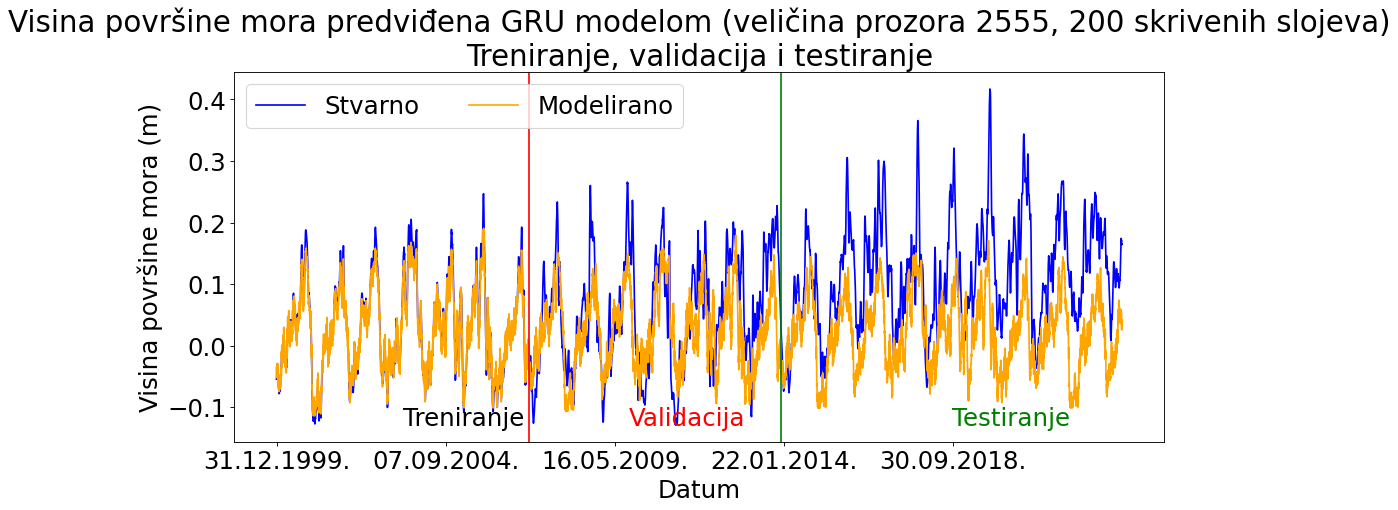 Visina površine mora predviđena GRU modelom (veličina prozora 2555, 200 skrivenih slojeva)
Treniranje, validacija i testiranje
Stvarno
Modelirano
Visina površine mora (m)
0.4
0.3
0.2
0.1
0.0
−0.1
Treniranje
Validacija
Testiranje
31.12.1999.
07.09.2004.
16.05.2009.
22.01.2014.
30.09.2018.
Datum